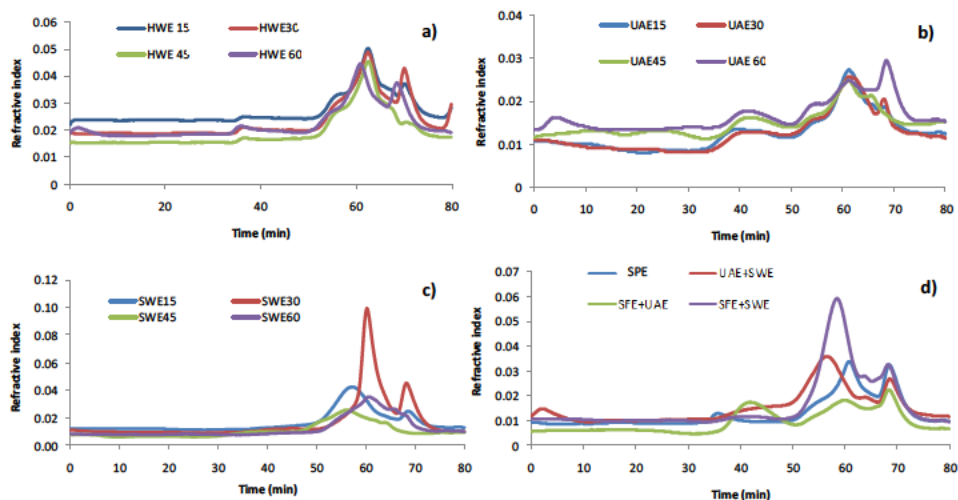 HWE 15 HWE30
HWE 45 HWE 60
a)
Refractive index
0.06
0.05
0.04
0.03
0.02
0.01
0
0 20 40 60 80
Time (min)
UAE15 UAE30
UAE45 UAE 60
b)
Refractive index
0.04
0.03
0.02
0.01
0
0 10 20 30 40 50 60 70 80
Time (min)
SWE15 SWE30
SWE45 SWE60
c)
Refractive index
0.12
0.10
0.08
0.06
0.04
0.02
0.00
0 10 20 30 40 50 60 70 80
Time (min)
SPE UAE+SWE
SFE+UAE SFE+SWE
d)
Refractive index
0.07
0.06
0.05
0.04
0.03
0.02
0.01
0
0 10 20 30 40 50 60 70 80
Time (min)